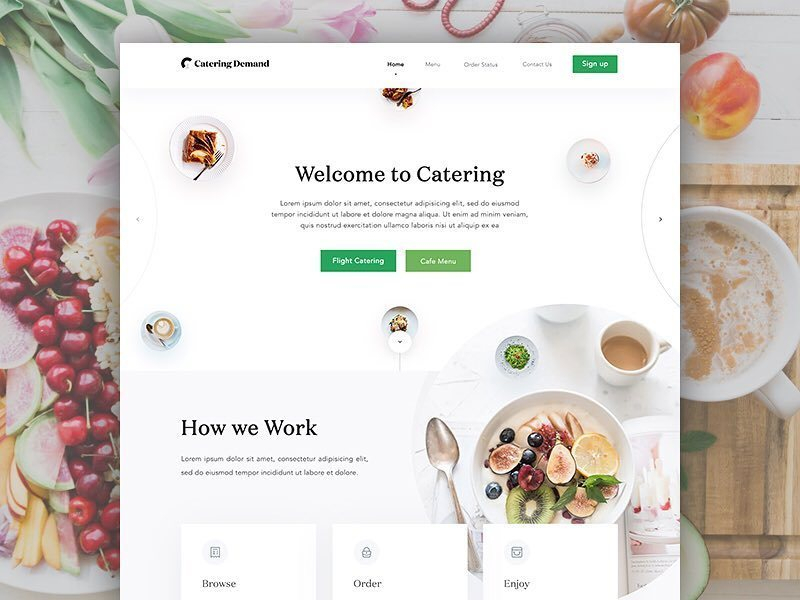 Catering Demand
Home
Menu
Order Status
Contact Us
Sign up
Welcome to Catering
Lorem ipsum dolor sit amet, consectetur adipisicing elit, sed do eiusmod
tempor incididunt ut labore et dolore magna aliqua. Ut enim ad minim veniam,
quis nostrud exercitation ullamco laboris nisi ut aliquip ex ea
Flight Catering
Cafe Menu
How we Work
Lorem ipsum dolor sit amet, consectetur adipisicing elit,
sed do eiusmod tempor incididunt ut labore et dolore.
Browse
Order
Enjoy